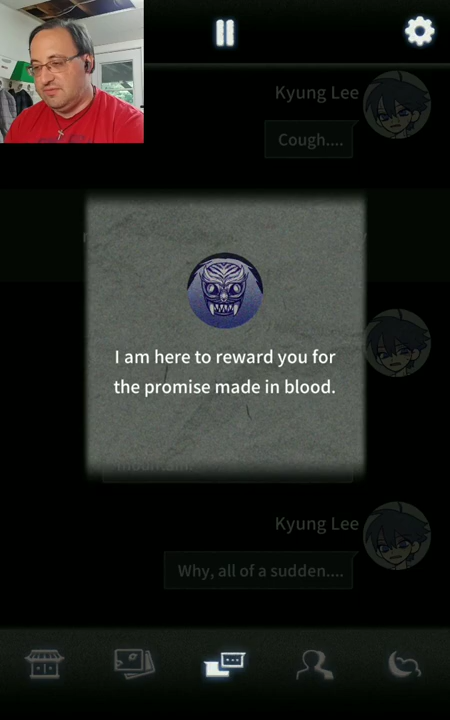 Kyung Lee
Cough....
I am here to reward you for
the promise made in blood.
mountain?
Kyung Lee
Why, all of a sudden....